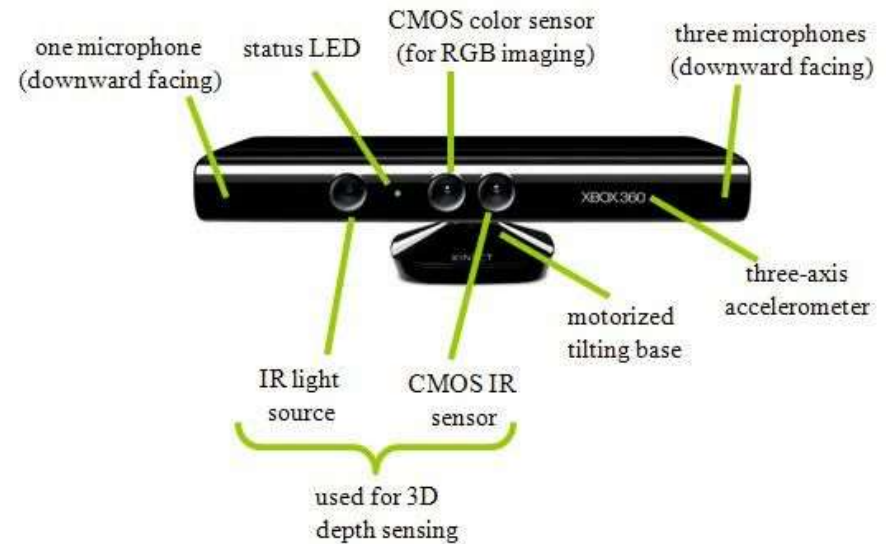 one microphone
(downward facing)
status LED
CMOS color sensor
(for RGB imaging)
three microphones
(downward facing)
XBOX 360
KINECT
three-axis
accelerometer
motorized
tilting base
IR light
source
CMOS IR
sensor
used for 3D
depth sensing